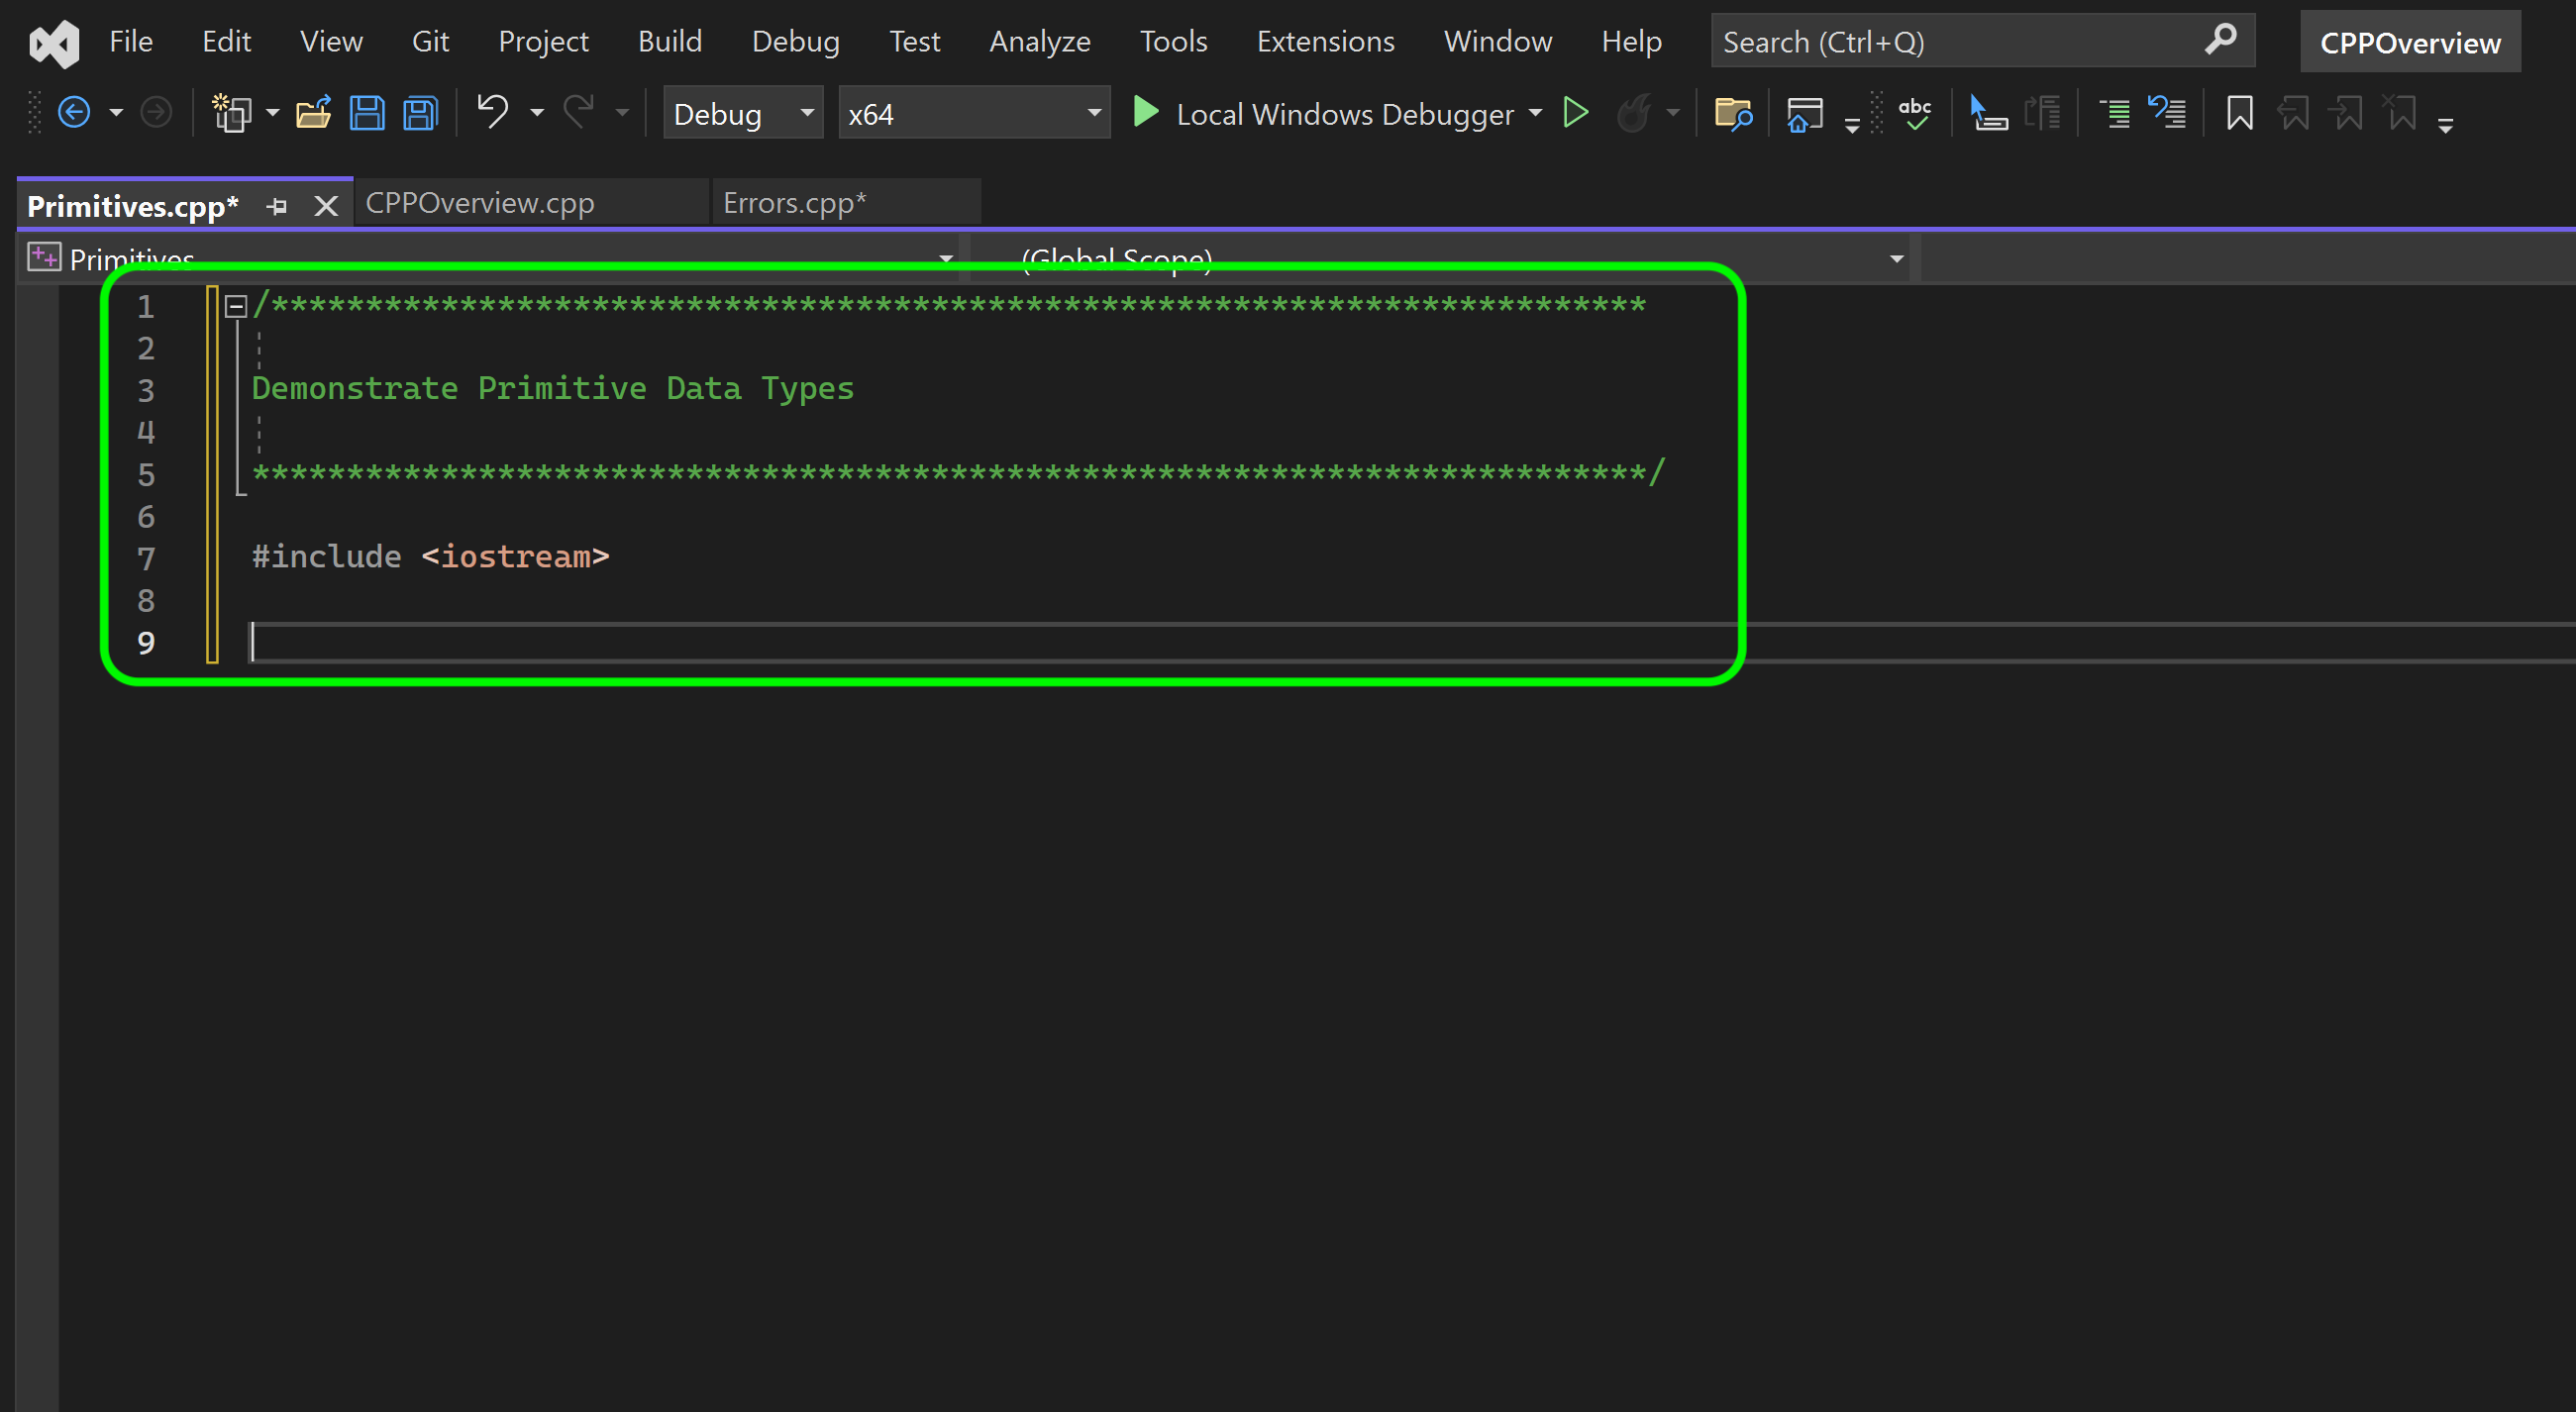 File Edit View Git Project Build Debug Test Analyze Tools Extensions Window Help Search (Ctrl+Q) CPPOverview
Debug x64 Local Windows Debugger abc
Primitives.cpp* CPPOverview.cpp Errors.cpp*
Primitives (Global Scope)
1 /*************************************************************************
2
3 Demonstrate Primitive Data Types
4
5 **************************************************************************/
6
7 #include <iostream>
8
9